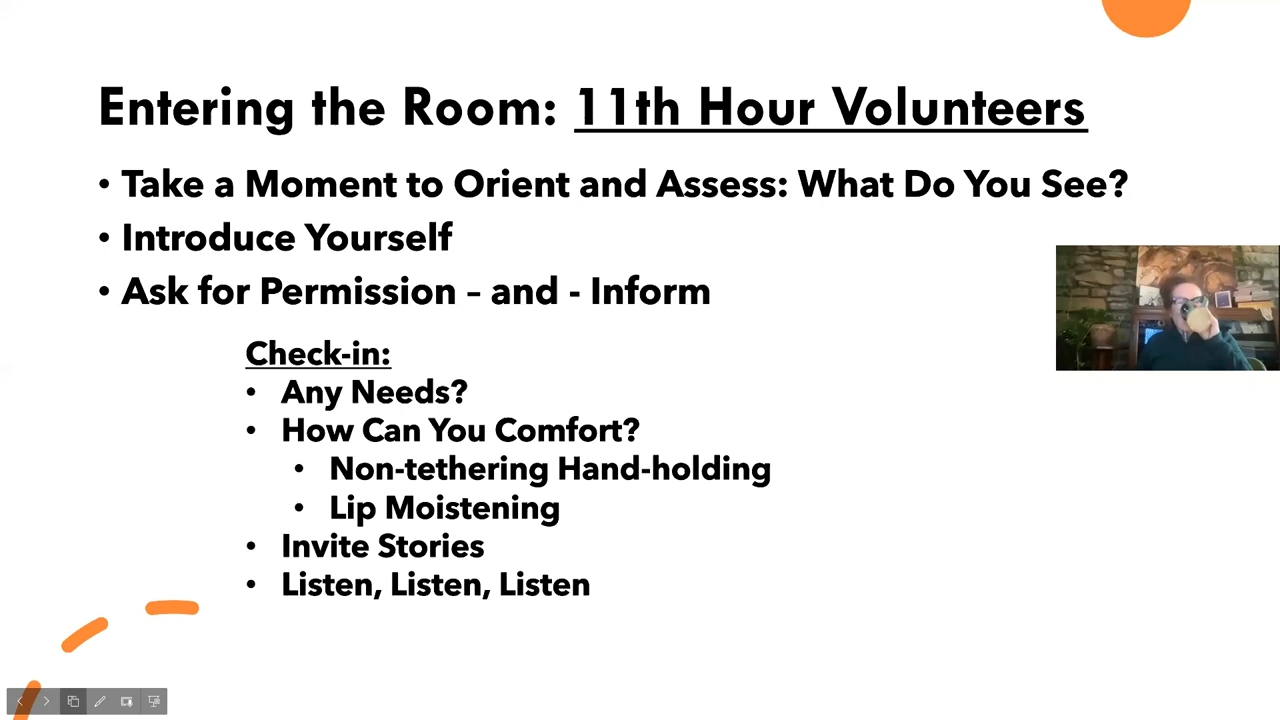 Entering the Room: 11th Hour Volunteers
• Take a Moment to Orient and Assess: What Do You See?
• Introduce Yourself
• Ask for Permission – and - Inform
Check-in:
• Any Needs?
• How Can You Comfort?
• Non-tethering Hand-holding
• Lip Moistening
• Invite Stories
• Listen, Listen, Listen